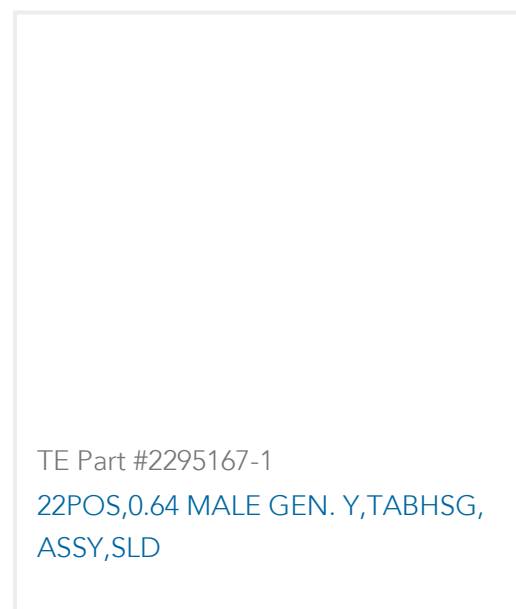 TE Part #2295167-1
22POS,0.64 MALE GEN. Y,TABHSG,
ASSY,SLD